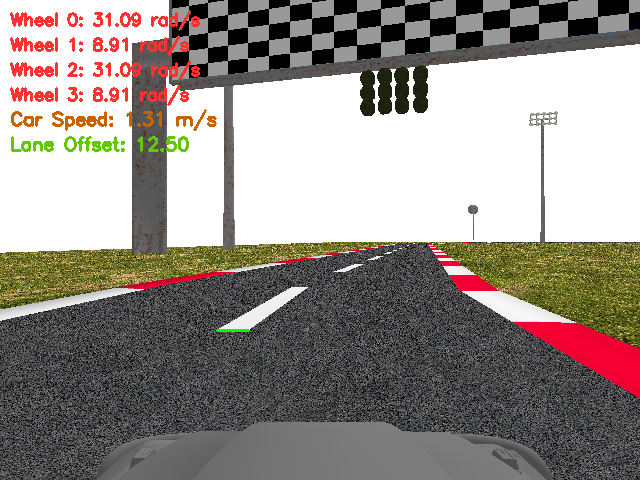 Wheel 0: 31.09 rad/s
Wheel 1: 8.91 rad/s
Wheel 2: 31.09 rad/s
Wheel 3: 8.91 rad/s
Car Speed: 1.31 m/s
Lane Offset: 12.50